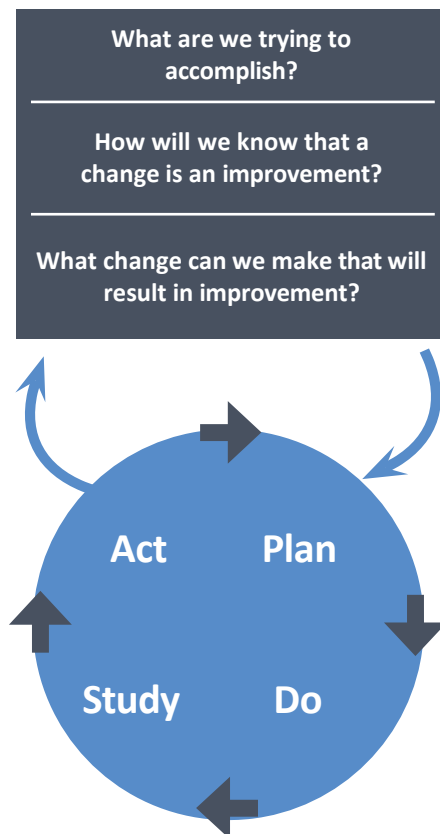 What are we trying to
accomplish?
How will we know that a
change is an improvement?
What change can we make that will
result in improvement?
Act
Plan
Study
Do